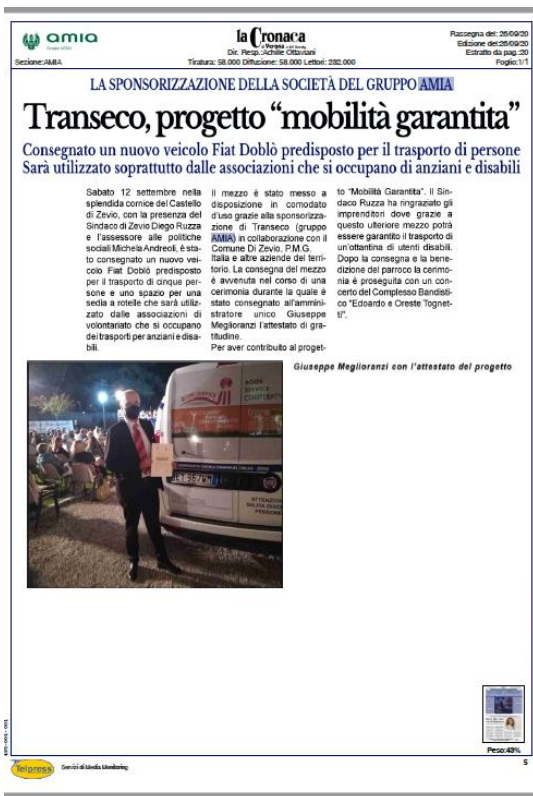 amia
Gruppo AGSM
Sezione:AMIA
la Cronaca
di Verona e del Veneto
Dir. Resp.:Achille Ottaviani
Tiratura: 58.000 Diffusione: 58.000 Lettori: 232.000
Rassegna del: 26/09/20
Edizione del:26/09/20
Estratto da pag.:20
Foglio:1/1
LA SPONSORIZZAZIONE DELLA SOCIETÀ DEL GRUPPO AMIA
Transeco, progetto “mobilità garantita”
Consegnato un nuovo veicolo Fiat Doblò predisposto per il trasporto di persone
Sarà utilizzato soprattutto dalle associazioni che si occupano di anziani e disabili
Sabato 12 settembre nella
splendida cornice del Castello
di Zevio, con la presenza del
Sindaco di Zevio Diego Ruzza
e l'assessore alle politiche
sociali Michela Andreoli, è sta-
to consegnato un nuovo vei-
colo Fiat Doblò predisposto
per il trasporto di cinque per-
sone e uno spazio per una
sedia a rotelle che sarà utiliz-
zato dalle associazioni di
volontariato che si occupano
dei trasporti per anziani e disa-
bili.
Il mezzo è stato messo a
disposizione in comodato
d'uso grazie alla sponsorizza-
zione di Transeco (gruppo
AMIA) in collaborazione con il
Comune Di Zevio, P.M.G.
Italia e altre aziende del terri-
torio. La consegna del mezzo
è avvenuta nel corso di una
cerimonia durante la quale è
stato consegnato all'ammini-
stratore unico Giuseppe
Meglioranzi l'attestato di gra-
titudine.
Per aver contribuito al proget-
to “Mobilità Garantita”. Il Sin-
daco Ruzza ha ringraziato gli
imprenditori dove grazie a
questo ulteriore mezzo potrà
essere garantito il trasporto di
un'ottantina di utenti disabili.
Dopo la consegna e la bene-
dizione del parroco la cerimo-
nia è proseguita con un con-
certo del Complesso Bandisti-
co “Edoardo e Oreste Tognet-
ti”.
Giuseppe Meglioranzi con l'attestato del progetto
ATTENZIONE
Peso:43%
Telpress
Servizi di Media Monitoring
5